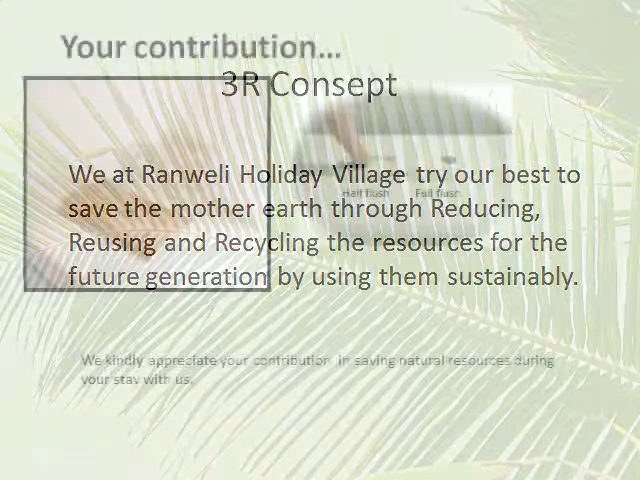 Your contribution...
3R Consept
We at Ranweli Holiday Village try our best to
save the mother earth through Reducing,
Half flush Full flush
Reusing and Recycling the resources for the
future generation by using them sustainably.
We kindly appreciate your contribution in saving natural resources during
your stay with us.